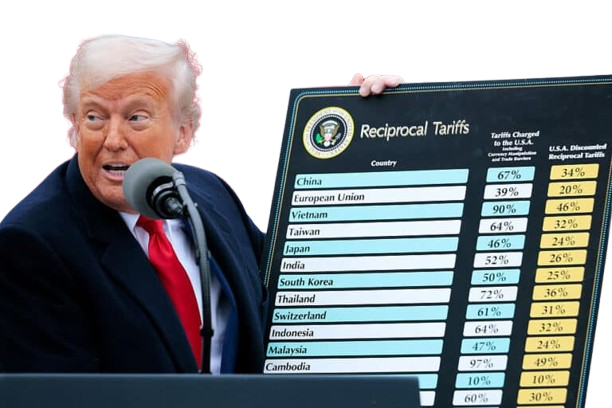 Reciprocal Tariffs
Country
Tariffs Charged
to the U.S.A.
Including
Currency Manipulation
and Trade Barriers
U.S.A. Discounted
Reciprocal Tariffs
China 67% 34%
European Union 39% 20%
Vietnam 90% 46%
Taiwan 64% 32%
Japan 46% 24%
India 52% 26%
South Korea 50% 25%
Thailand 72% 36%
Switzerland 61% 31%
Indonesia 64% 32%
Malaysia 47% 24%
Cambodia 97% 49%
10% 10%
60% 30%